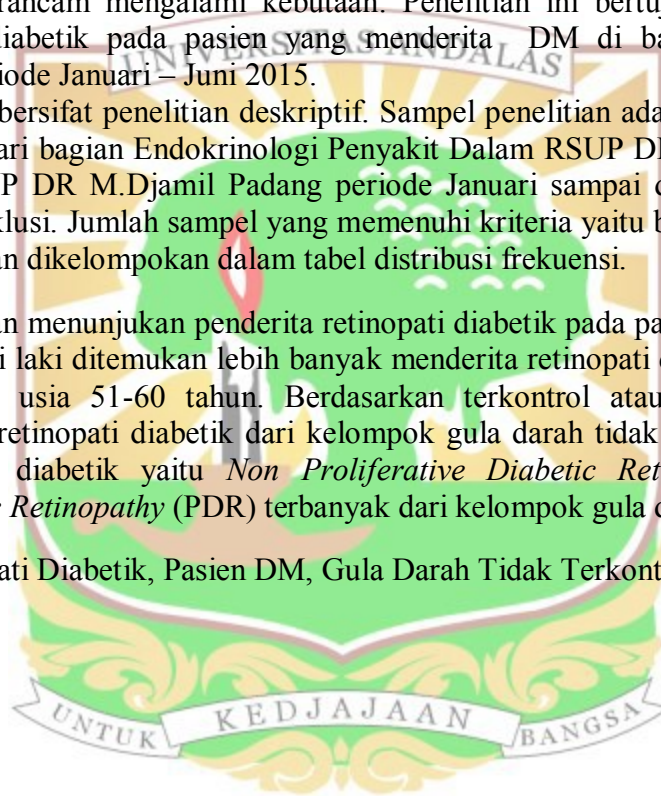 rancam mengalami kebutaan. Penelitian ini bertuj
diabetik pada pasien yang menderita DM di ba
UNIVERSITAS ANDALAS
iode Januari – Juni 2015.
bersifat penelitian deskriptif. Sampel penelitian ada
ari bagian Endokrinologi Penyakit Dalam RSUP DI
P DR M.Djamil Padang periode Januari sampai d
klusi. Jumlah sampel yang memenuhi kriteria yaitu b
an dikelompokan dalam tabel distribusi frekuensi.
an menunjukan penderita retinopati diabetik pada pa
i laki ditemukan lebih banyak menderita retinopati d
usia 51-60 tahun. Berdasarkan terkontrol atau
retinopati diabetik dari kelompok gula darah tidak
diabetik yaitu Non Proliferative Diabetic Ret
Retinopathy (PDR) terbanyak dari kelompok gula d
ati Diabetik, Pasien DM, Gula Darah Tidak Terkont
UNTUK KEDJAJAAN BANGSA